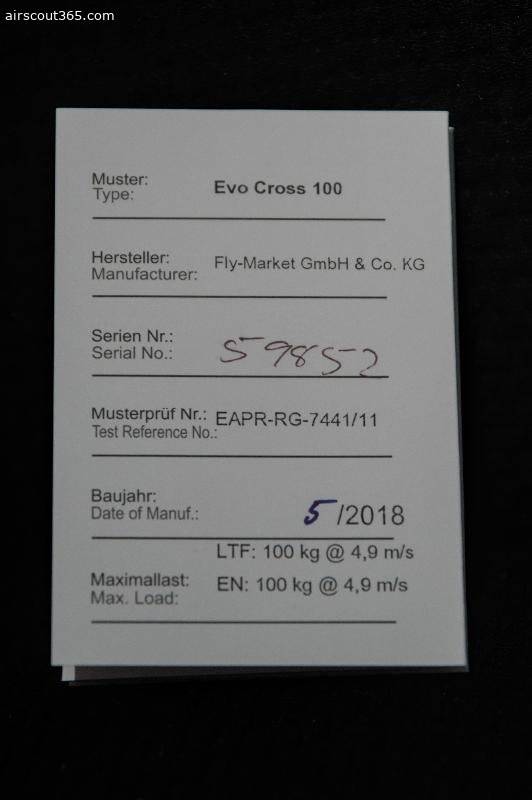 airscout365.com
Muster:
Type:
Evo Cross 100
Hersteller:
Manufacturer:
Fly-Market GmbH & Co. KG
Serien Nr.:
Serial No.:
59852
Musterprüf Nr.:
Test Reference No.:
EAPR-RG-7441/11
Baujahr:
Date of Manuf.:
5/2018
LTF: 100 kg @ 4,9 m/s
Maximallast:
Max. Load:
EN: 100 kg @ 4,9 m/s